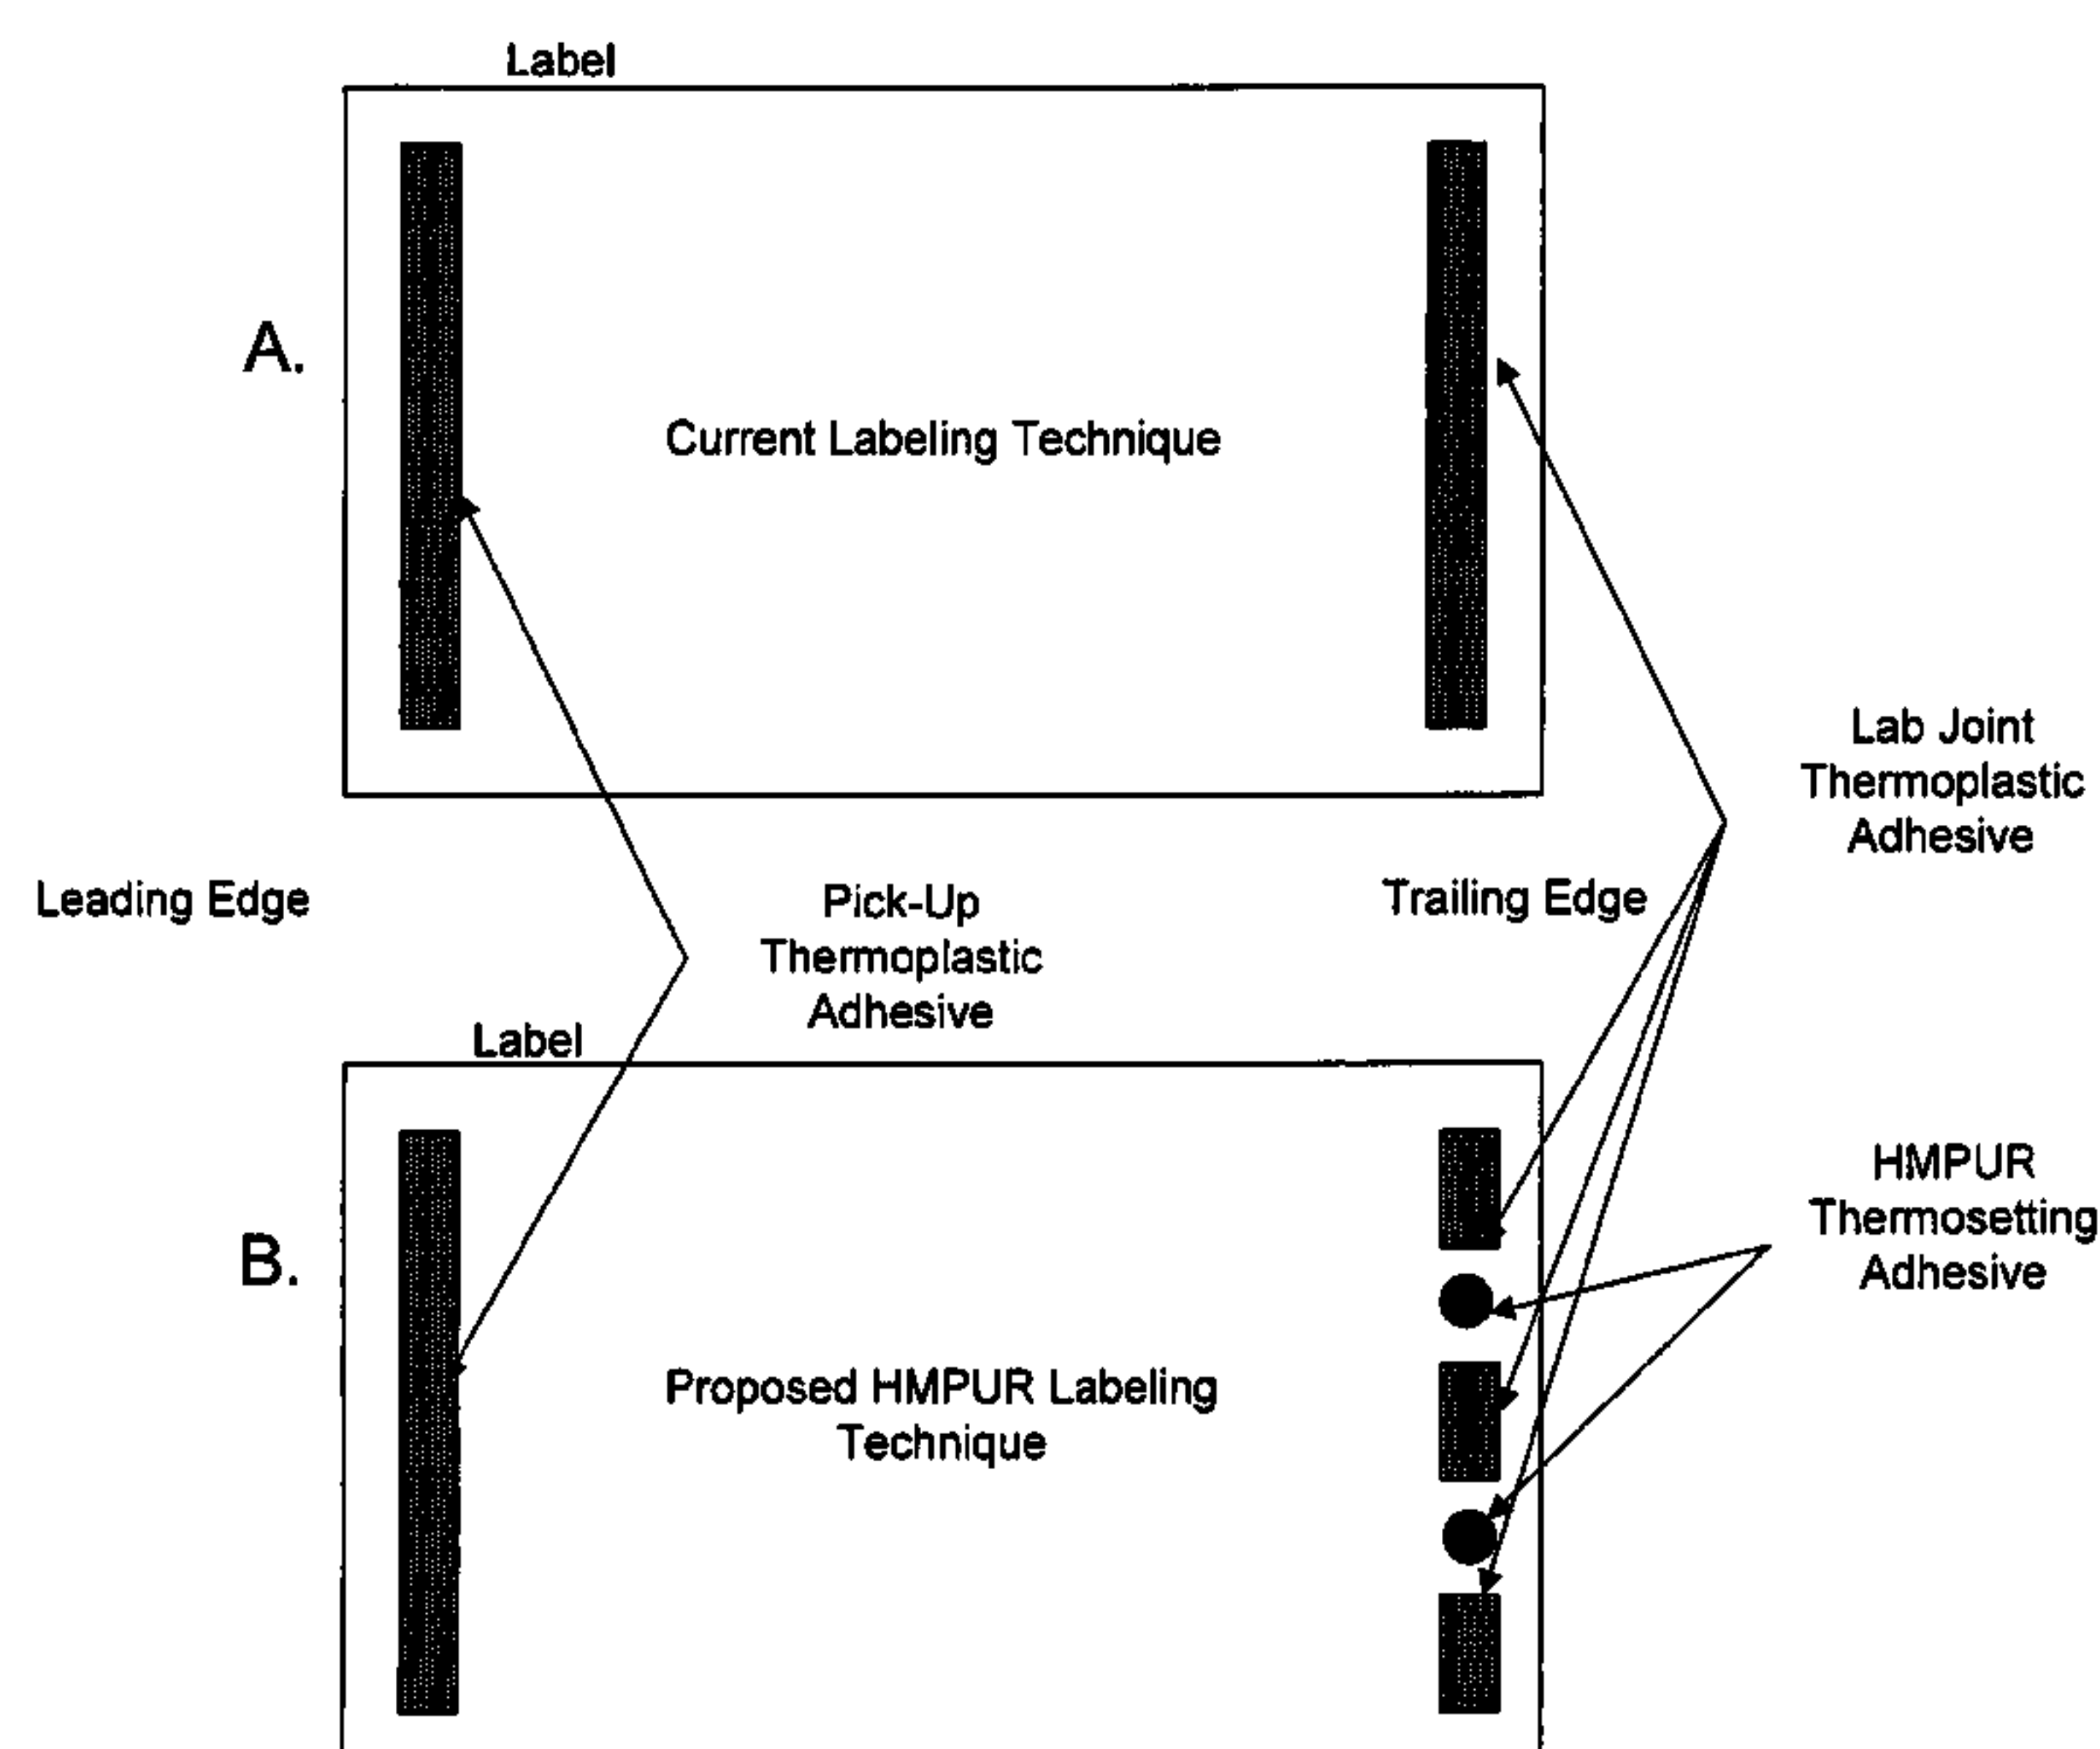 Label
A.
Current Labeling Technique
Lab Joint
Thermoplastic
Adhesive
Leading Edge
Pick-Up
Thermoplastic
Adhesive
Trailing Edge
Label
HMPUR
Thermosetting
Adhesive
B.
Proposed HMPUR Labeling
Technique